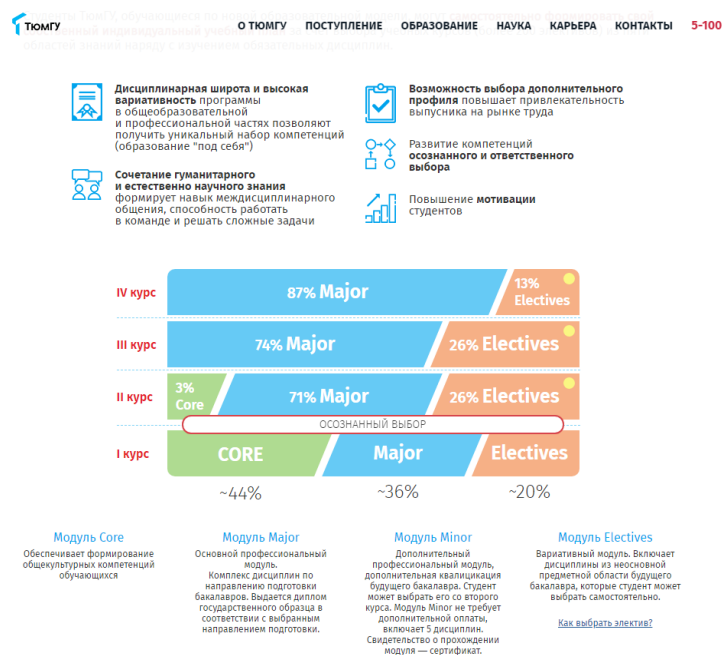 ТюмГУ
О ТЮМГУ
ПОСТУПЛЕНИЕ
ОБРАЗОВАНИЕ
НАУКА
КАРЬЕРА
КОНТАКТЫ
5-100
областей знаний наряду с изучением обязательных дисциплин.
Дисциплинарная широта и высокая
вариативность программы
в общеобразовательной
и профессиональной частях позволяют
получить уникальный набор компетенций
(образование "под себя")
Сочетание гуманитарного
и естественно научного знания
формирует навык междисциплинарного
общения, способность работать
в команде и решать сложные задачи
Возможность выбора дополнительного
профиля повышает привлекательность
выпусника на рынке труда
Развитие компетенций
осознанного и ответственного
выбора
Повышение мотивации
студентов
IV курс
87% Major
13%
Electives
III курс
74% Major
26% Electives
II курс
3%
Core
71% Major
26% Electives
ОСОЗНАННЫЙ ВЫБОР
I курс
CORE
Major
Electives
~44%
~36%
~20%
Модуль Core
Обеспечивает формирование
общекультурных компетенций
обучающихся
Модуль Major
Основной профессиональный
модуль.
Комплекс дисциплин по
направлению подготовки
бакалавров. Выдается диплом
государственного образца в
соответствии с выбранным
направлением подготовки.
Модуль Minor
Дополнительный
профессиональный модуль,
дополнительная квалицикация
будущего бакалавра. Студент
может выбрать его со второго
курса. Модуль Minor не требует
дополнительной оплаты,
включает 5 дисциплин.
Свидетельство о прохождении
модуля — сертификат.
Модуль Electives
Вариативный модуль. Включает
дисциплины из неосновной
предметной области будущего
бакалавра, которые студент может
выбрать самостоятельно.
Как выбрать электив?